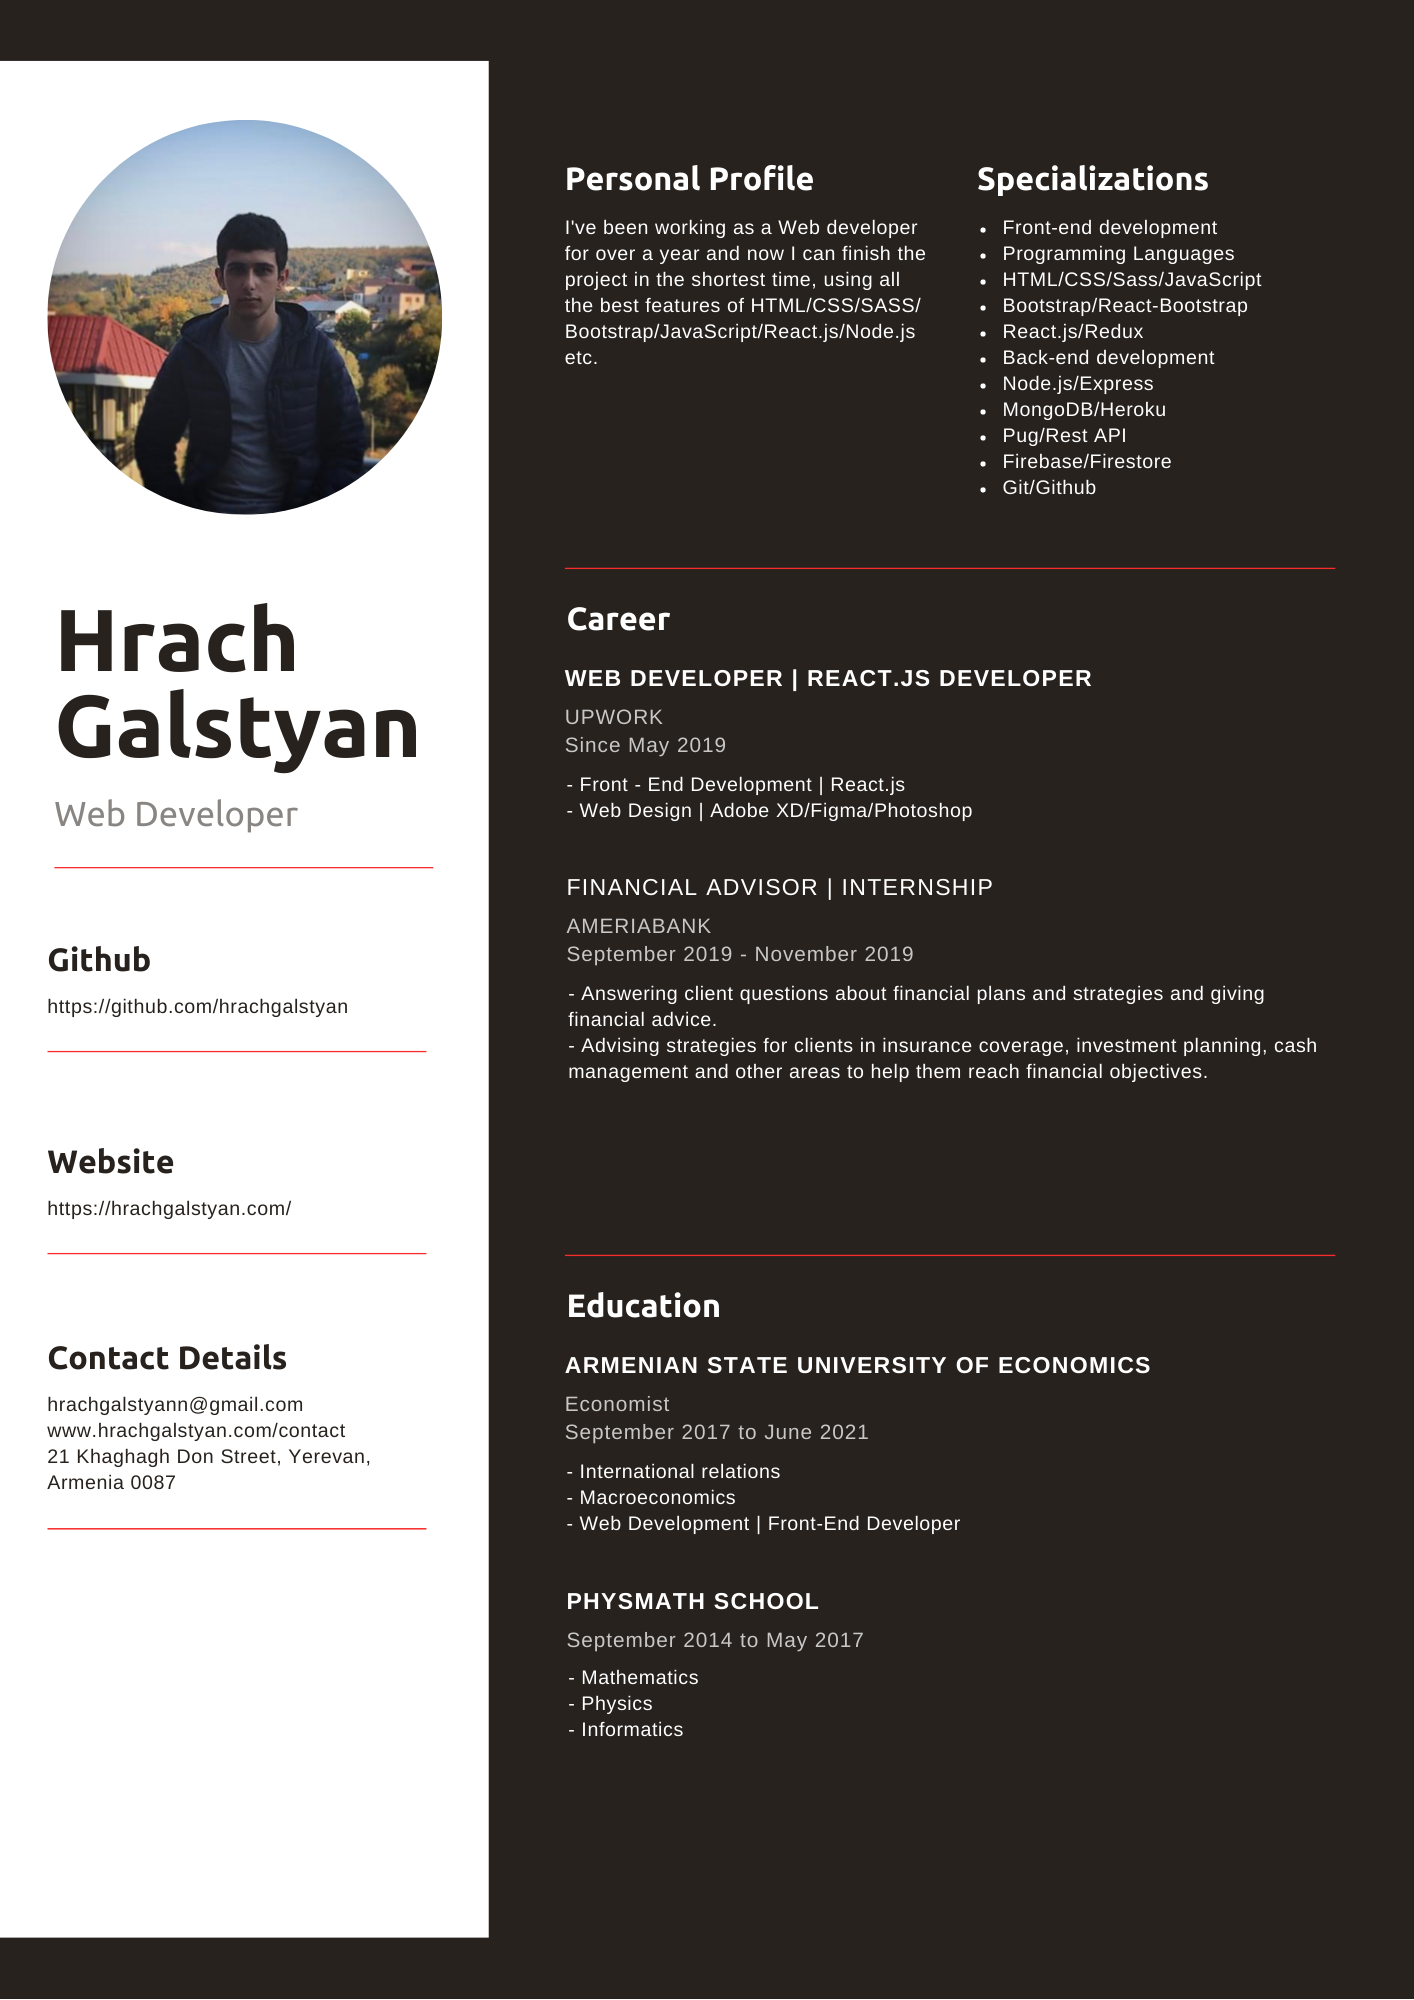 Hrach
Galstyan
Web Developer
Github
https://github.com/hrachgalstyan
Website
https://hrachgalstyan.com/
Contact Details
hrachgalstyann@gmail.com
www.hrachgalstyan.com/contact
21 Khaghagh Don Street, Yerevan,
Armenia 0087
Personal Profile
I've been working as a Web developer
for over a year and now I can finish the
project in the shortest time, using all
the best features of HTML/CSS/SASS/
Bootstrap/JavaScript/React.js/Node.js
etc.
Specializations
• Front-end development
• Programming Languages
• HTML/CSS/Sass/JavaScript
• Bootstrap/React-Bootstrap
• React.js/Redux
• Back-end development
• Node.js/Express
• MongoDB/Heroku
• Pug/Rest API
• Firebase/Firestore
• Git/Github
Career
WEB DEVELOPER | REACT.JS DEVELOPER
UPWORK
Since May 2019
- Front - End Development | React.js
- Web Design | Adobe XD/Figma/Photoshop
FINANCIAL ADVISOR | INTERNSHIP
AMERIABANK
September 2019 - November 2019
- Answering client questions about financial plans and strategies and giving
financial advice.
- Advising strategies for clients in insurance coverage, investment planning, cash
management and other areas to help them reach financial objectives.
Education
ARMENIAN STATE UNIVERSITY OF ECONOMICS
Economist
September 2017 to June 2021
- International relations
- Macroeconomics
- Web Development | Front-End Developer
PHYSMATH SCHOOL
September 2014 to May 2017
- Mathematics
- Physics
- Informatics